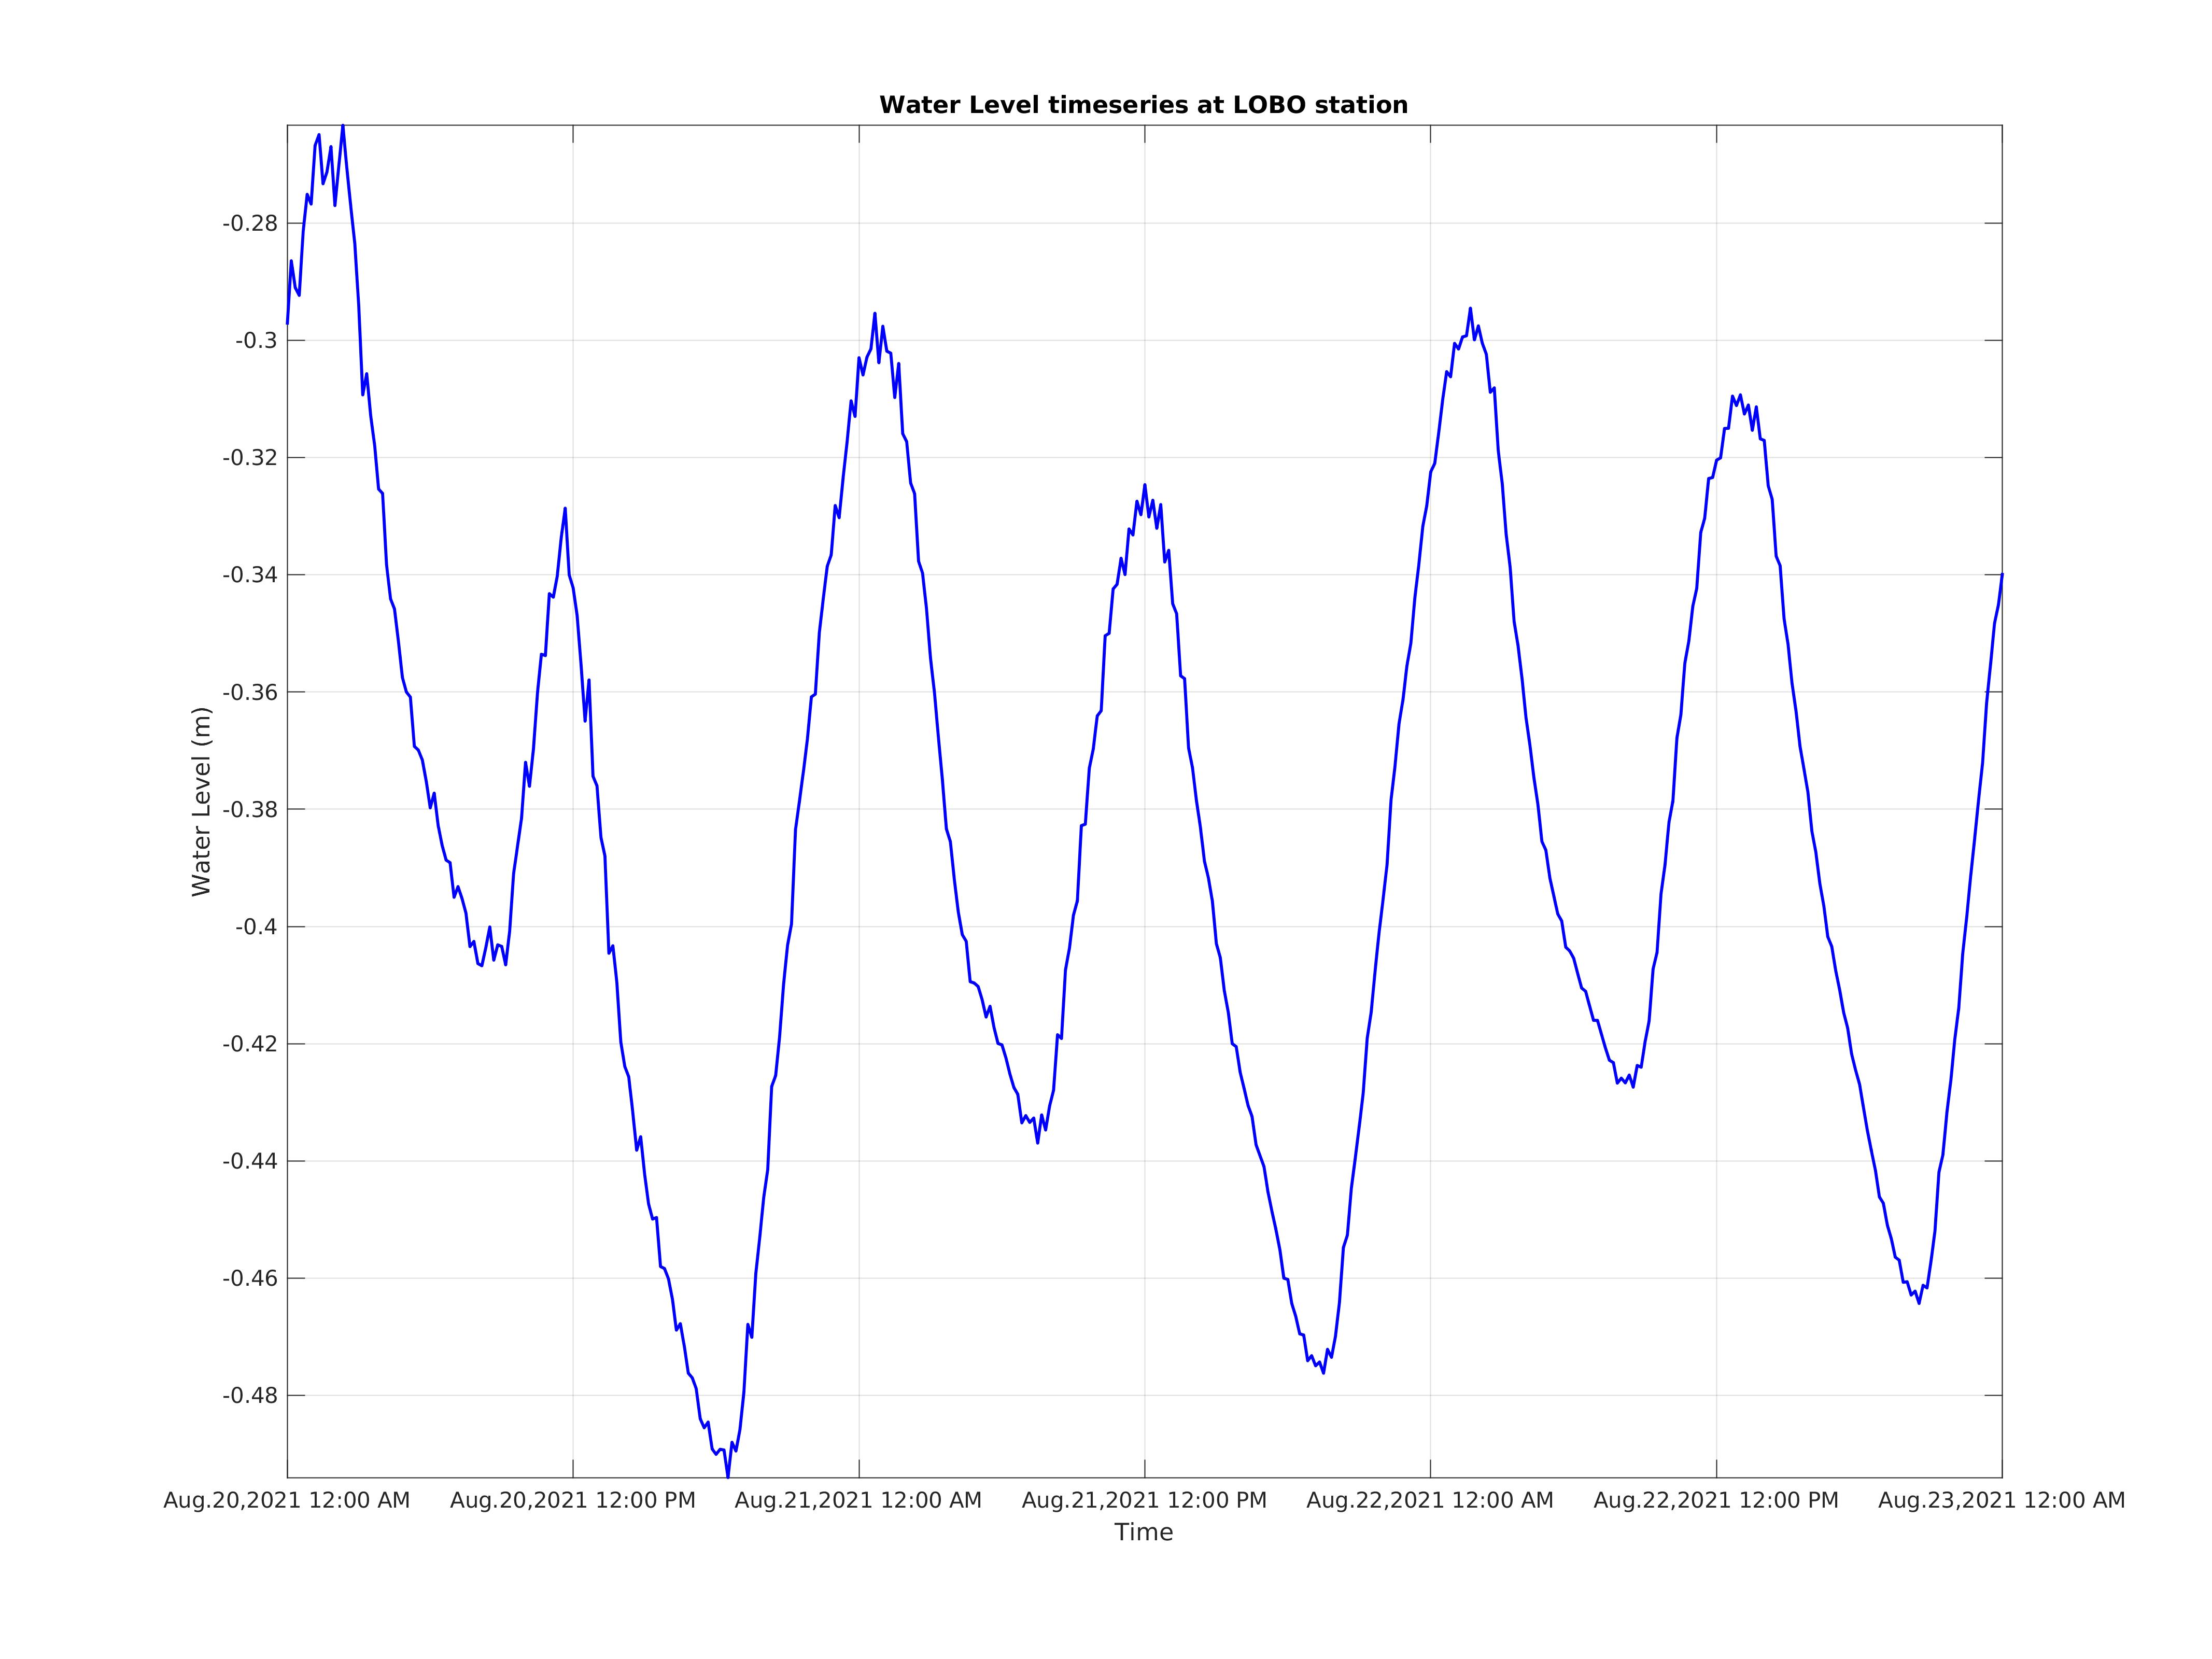 Water Level timeseries at LOBO station
-0.28
-0.3
-0.32
-0.34
-0.36
-0.38
-0.4
-0.42
-0.44
-0.46
-0.48
Water Level (m)
Aug.20,2021 12:00 AM Aug.20,2021 12:00 PM Aug.21,2021 12:00 AM Aug.21,2021 12:00 PM Aug.22,2021 12:00 AM Aug.22,2021 12:00 PM Aug.23,2021 12:00 AM
Time